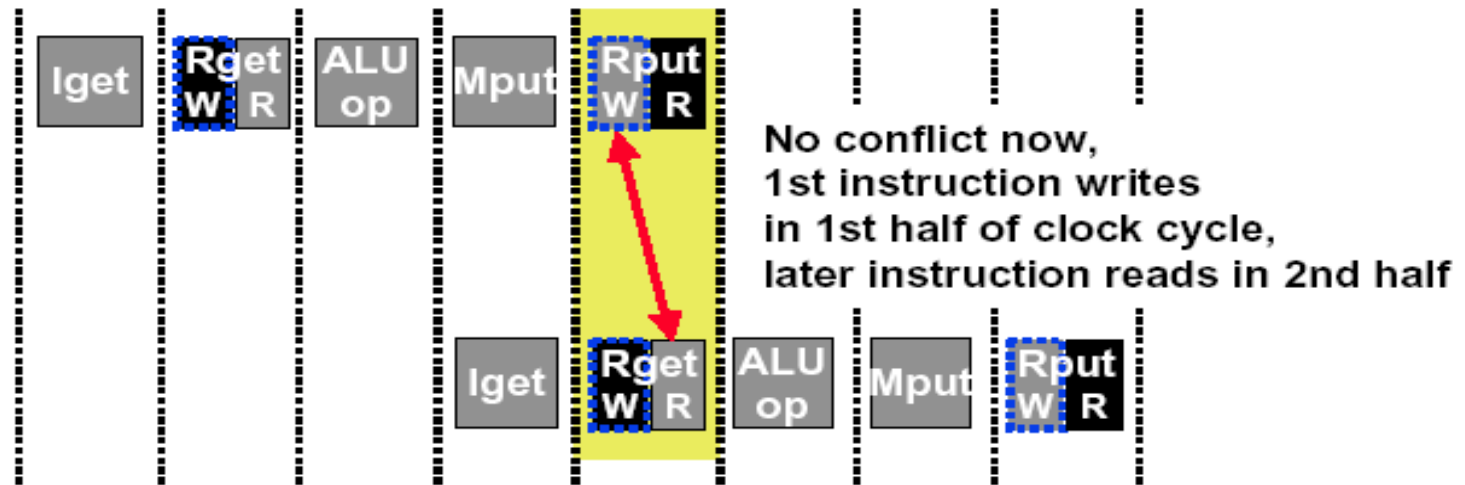 Iget
Rget
W R
ALU
op
Mput
Rput
W R
No conflict now,
1st instruction writes
in 1st half of clock cycle,
later instruction reads in 2nd half
Iget
Rget
W R
ALU
op
Mput
Rput
W R